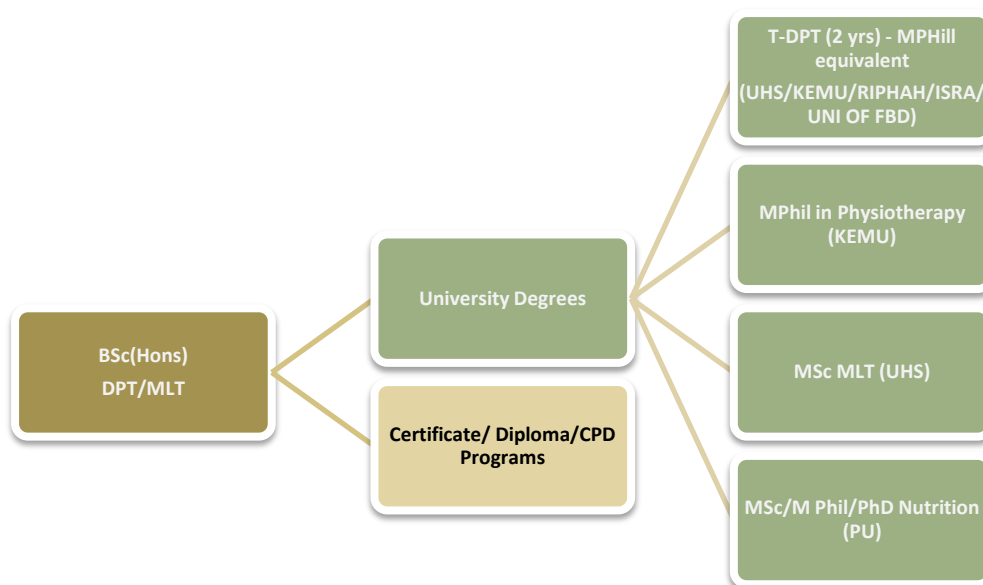 BSc(Hons)
DPT/MLT
University Degrees
Certificate/ Diploma/CPD
Programs
T-DPT (2 yrs) - MPHill
equivalent
(UHS/KEMU/RIPHAH/ISRA/
UNI OF FBD)
MPhil in Physiotherapy
(KEMU)
MSc MLT (UHS)
MSc/M Phil/PhD Nutrition
(PU)